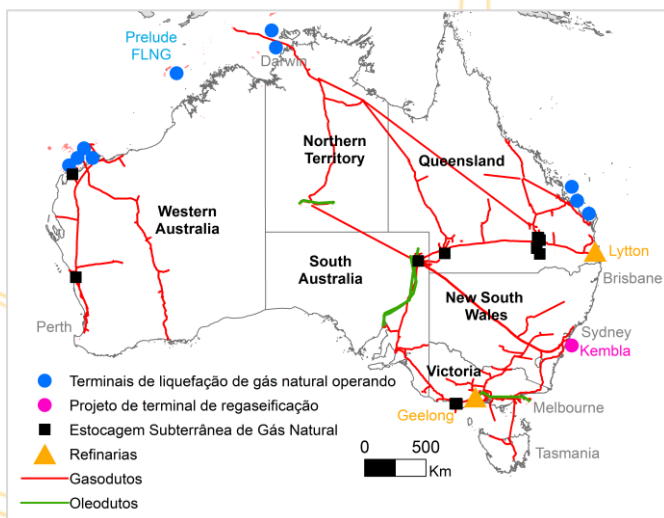 Prelude
FLNG
Darwin
Northern
Territory
Queensland
Western
Australia
South
Australia
Lytton
Brisbane
New South
Wales
Perth
Sydney
Kembla
Victoria
Geelong
Melbourne
Tasmania
Terminais de liquefação de gás natural operando
Projeto de terminal de regaseificação
Estocagem Subterrânea de Gás Natural
Refinarias
Gasodutos
Oleodutos
0 500
Km